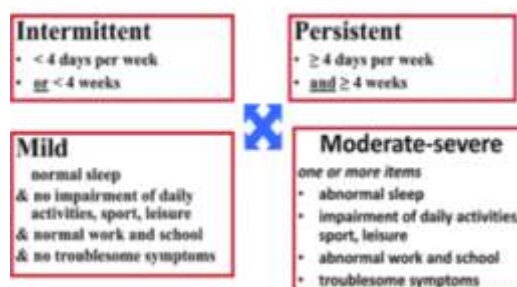 Intermittent
• < 4 days per week
• or < 4 weeks
Persistent
• ≥ 4 days per week
• and ≥ 4 weeks
Mild
normal sleep
& no impairment of daily
activities, sport, leisure
& normal work and school
& no troublesome symptoms
Moderate-severe
one or more items
• abnormal sleep
• impairment of daily activities,
sport, leisure
• abnormal work and school
• troublesome symptoms